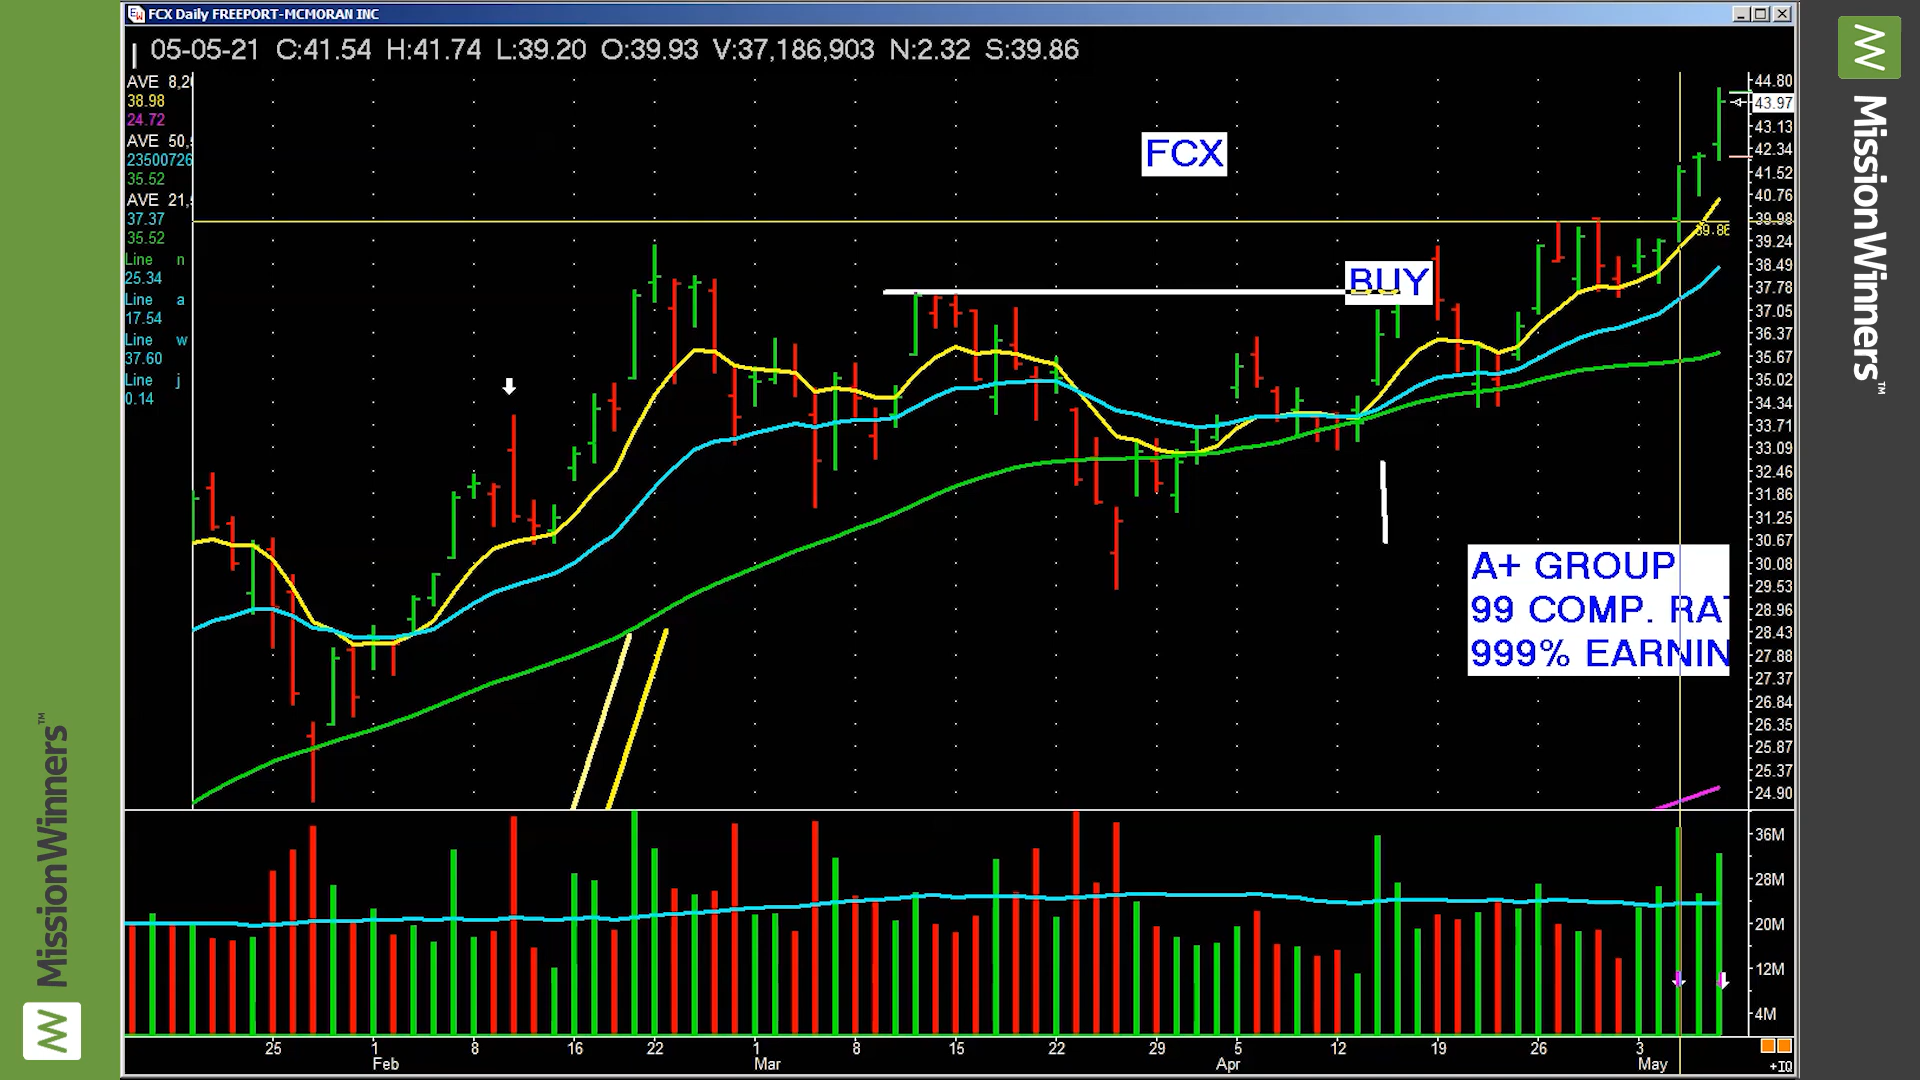 FCX Daily FREEPORT-MCMORAN INC
05-05-21 C:41.54 H:41.74 L:39.20 O:39.93 V:37,186,903 N:2.32 S:39.86
AVE 8,20
38.98
24.72
AVE 50,
23500726
35.52
AVE 21,
37.37
35.52
Line n
25.34
Line a
17.54
Line w
37.60
Line j
0.14
FCX
BUY
A+ GROUP
99 COMP. RAT
999% EARNIN
39.86
44.80
43.97
43.13
42.34
41.52
40.76
39.98
39.24
38.49
37.78
37.05
36.37
35.67
35.02
34.34
33.71
33.09
32.46
31.86
31.25
30.67
30.08
29.53
28.96
28.43
27.88
27.37
26.84
26.35
25.87
25.37
24.90
36M
28M
20M
12M
4M
25 1 8 16 22 1 8 15 22 29 5 12 19 26 3
Feb Mar Apr May
+IQ
MissionWinners™
MissionWinners™